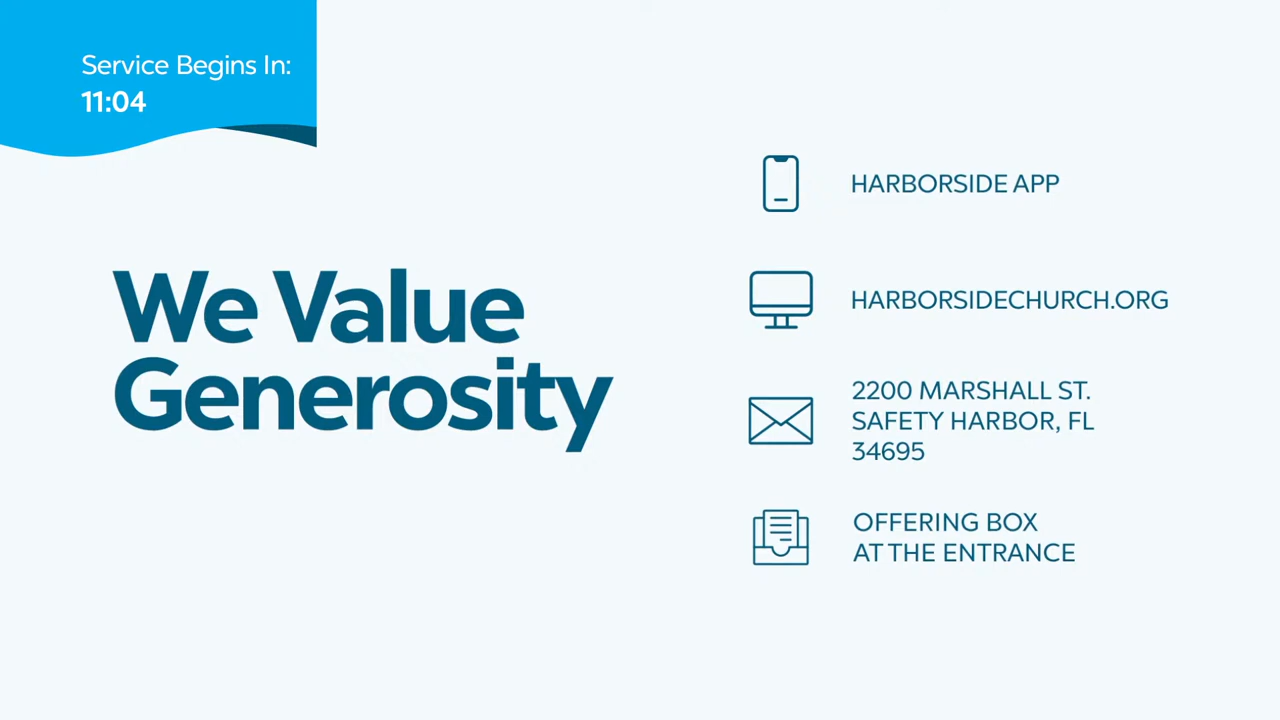 Service Begins In:
11:04
We Value
Generosity
HARBORSIDE APP
HARBORSIDECHURCH.ORG
2200 MARSHALL ST.
SAFETY HARBOR, FL
34695
OFFERING BOX
AT THE ENTRANCE